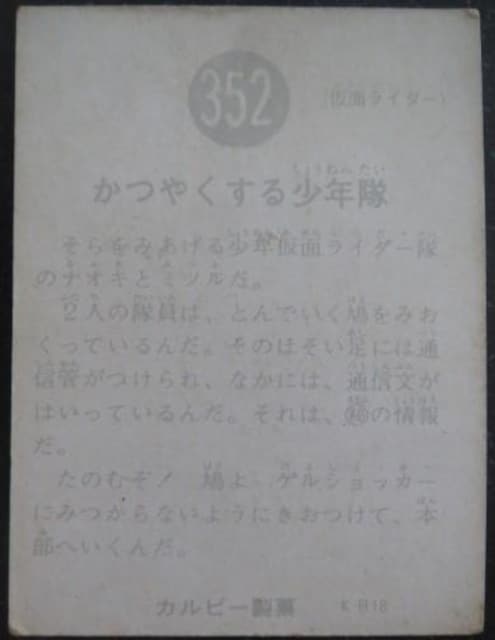 352
(仮面ライダー)
かつやくする少年隊
そらをみあげる少年仮面ライダー隊
のナオキとミツルだ。
2人の隊員は、とんでいく鳩をみお
くっているんだ。そのほそい足には通
信管がつけられ、なかには、通信文が
はいっているんだ。それは、㊙の情報
だ。
たのむぞ! 鳩よ ゲルショッカー
にみつからないようにきおつけて、本
部へいくんだ。
カルビー製菓 K B18